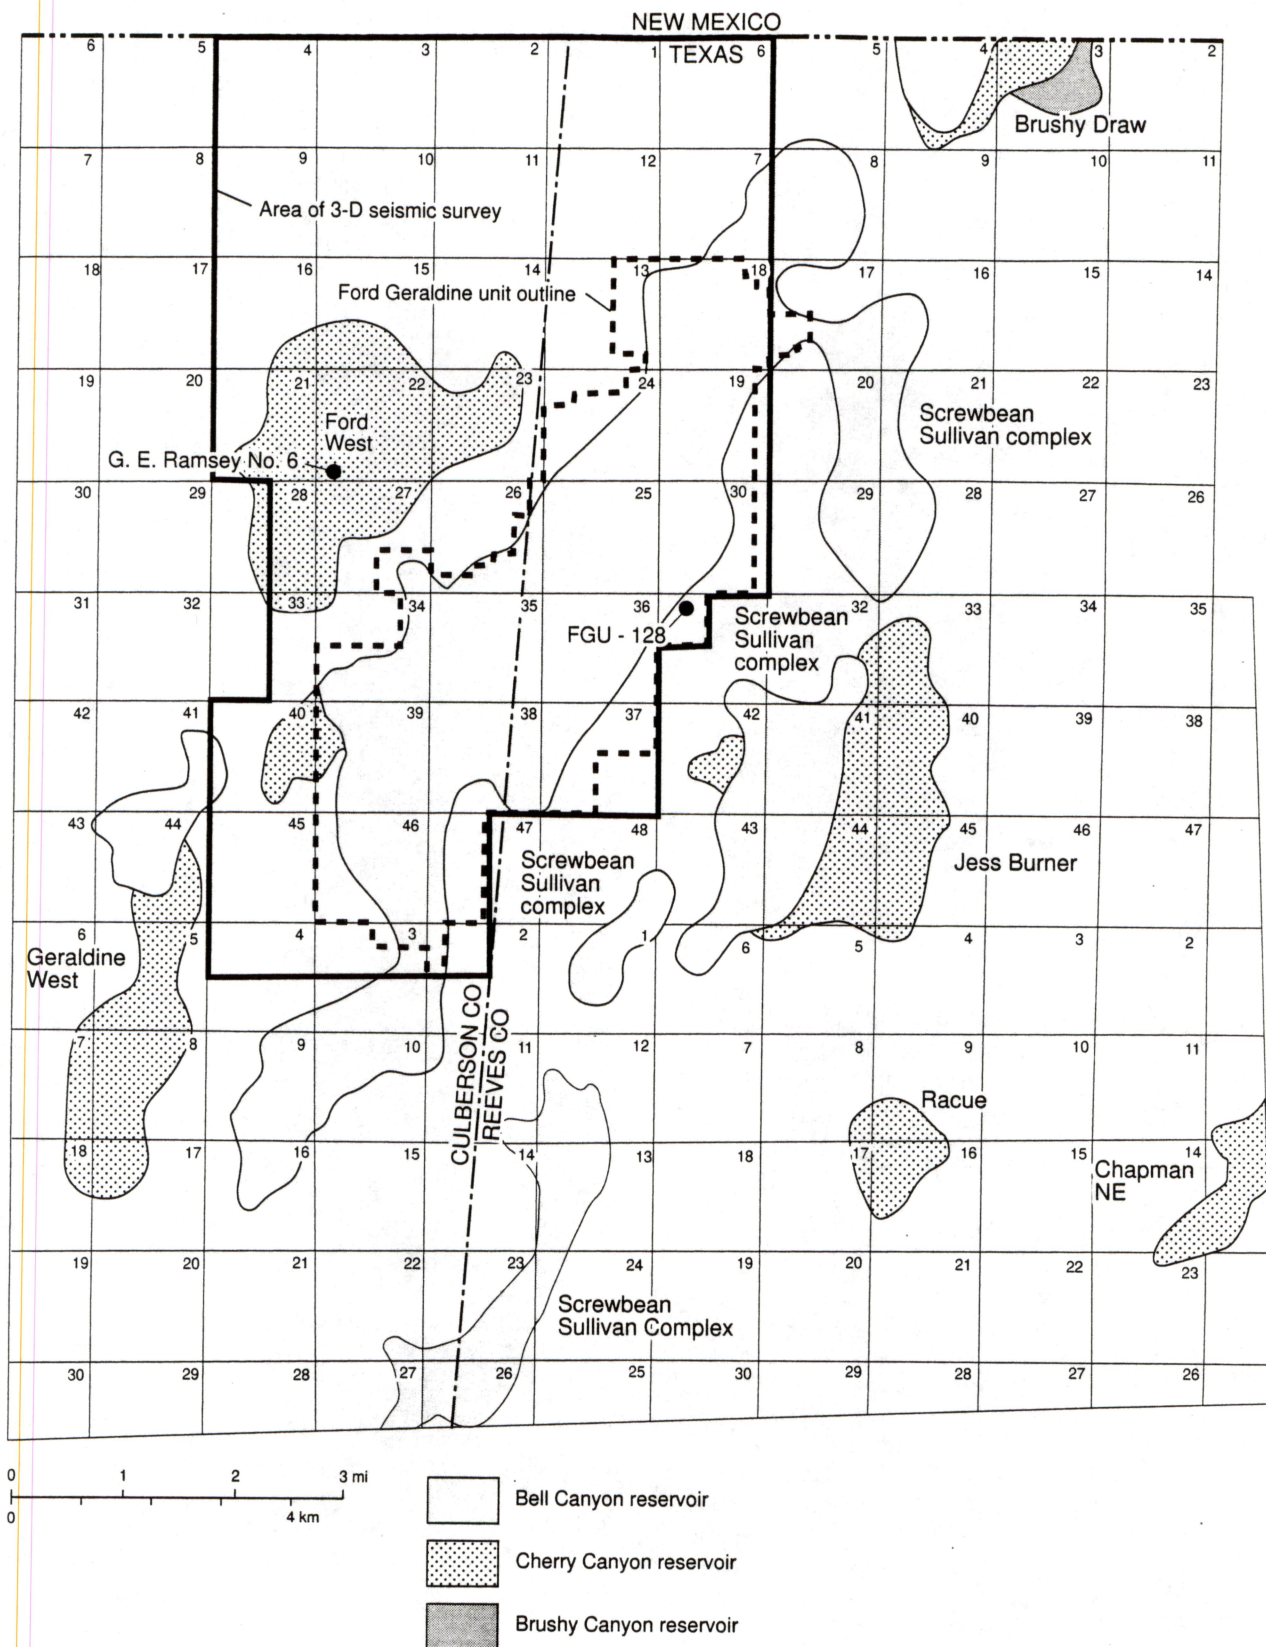 NEW MEXICO
TEXAS
6 5 4 3 2 1 6 5 4 3 2
Brushy Draw
7 8 9 10 11 12 7 8 9 10 11
Area of 3-D seismic survey
18 17 16 15 14 13 18 17 16 15 14
Ford Geraldine unit outline
19 20 21 22 23 24 19 20 21 22 23
Ford
West
Screwbean
Sullivan complex
G. E. Ramsey No. 6
30 29 28 27 26 25 30 29 28 27 26
31 32 33 34 35 36 32 33 34 35
FGU - 128
Screwbean
Sullivan
complex
42 41 40 39 38 37 42 41 40 39 38
43 44 45 46 47 48 43 44 45 46 47
Screwbean
Sullivan
complex
Jess Burner
6 5 4 3 2 1 6 5 4 3 2
Geraldine
West
CULBERSON CO
REEVES CO
7 8 9 10 11 12 7 8 9 10 11
Racue
18 17 16 15 14 13 18 17 16 15 14
Chapman
NE
19 20 21 22 23 24 19 20 21 22 23
Screwbean
Sullivan Complex
30 29 28 27 26 25 30 29 28 27 26
0 1 2 3 mi
0 4 km
Bell Canyon reservoir
Cherry Canyon reservoir
Brushy Canyon reservoir